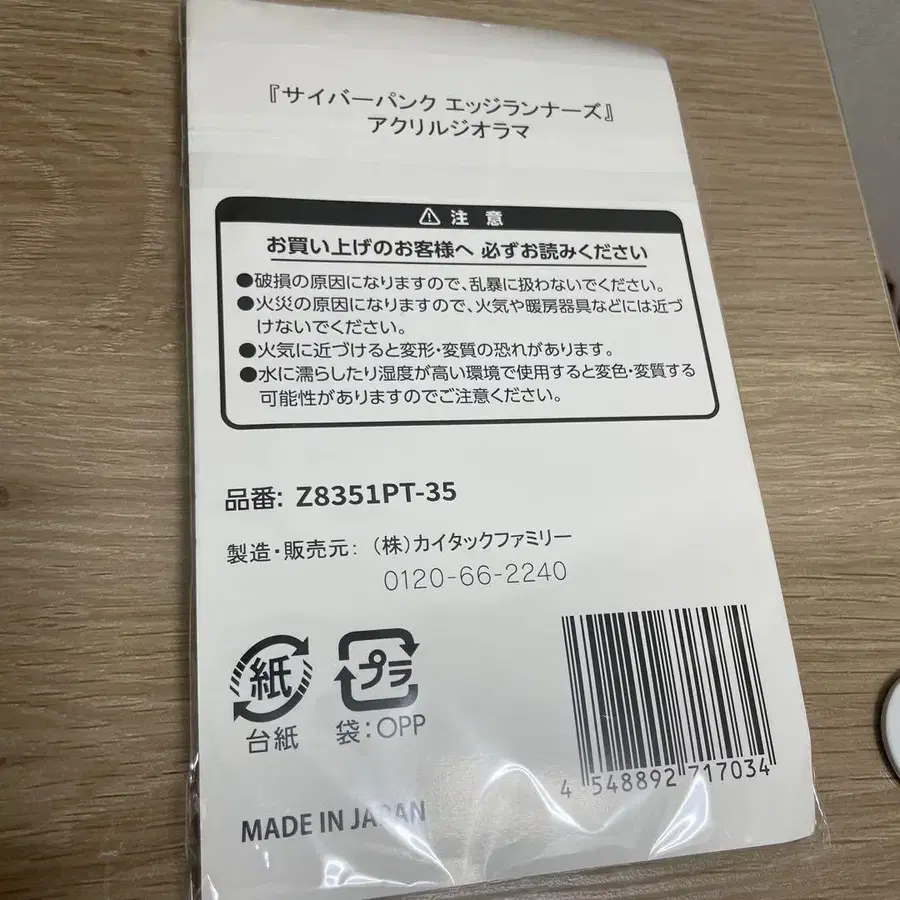 『サイバーパンク エッジランナーズ』
アクリルジオラマ
⚠ 注 意
お買い上げのお客様へ 必ずお読みください
●破損の原因になりますので、乱暴に扱わないでください。
●火災の原因になりますので、火気や暖房器具などには近づ
けないでください。
●火気に近づけると変形・変質の恐れがあります。
●水に濡らしたり湿度が高い環境で使用すると変色・変質する
可能性がありますのでご注意ください。
品番: Z8351PT-35
製造・販売元:（株）カイタックファミリー
0120-66-2240
紙
台紙
プラ
袋:OPP
4 548892 717034
MADE IN JAPAN